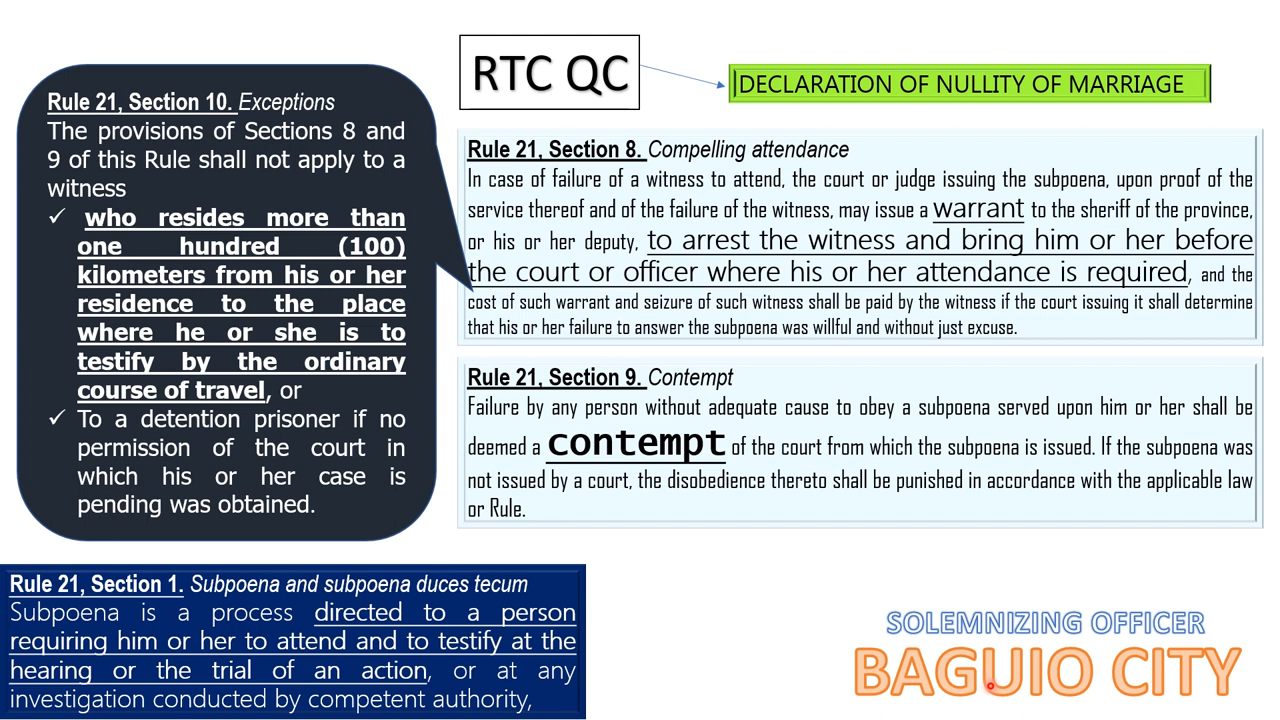 RTC QC
DECLARATION OF NULLITY OF MARRIAGE
Rule 21, Section 10. Exceptions
The provisions of Sections 8 and
9 of this Rule shall not apply to a
witness
✓ who resides more than
one hundred (100)
kilometers from his or her
residence to the place
where he or she is to
testify by the ordinary
course of travel, or
✓ To a detention prisoner if no
permission of the court in
which his or her case is
pending was obtained.
Rule 21, Section 8. Compelling attendance
In case of failure of a witness to attend, the court or judge issuing the subpoena, upon proof of the
service thereof and of the failure of the witness, may issue a warrant to the sheriff of the province,
or his or her deputy, to arrest the witness and bring him or her before
the court or officer where his or her attendance is required, and the
cost of such warrant and seizure of such witness shall be paid by the witness if the court issuing it shall determine
that his or her failure to answer the subpoena was willful and without just excuse.
Rule 21, Section 9. Contempt
Failure by any person without adequate cause to obey a subpoena served upon him or her shall be
deemed a contempt of the court from which the subpoena is issued. If the subpoena was
not issued by a court, the disobedience thereto shall be punished in accordance with the applicable law
or Rule.
Rule 21, Section 1. Subpoena and subpoena duces tecum
Subpoena is a process directed to a person
requiring him or her to attend and to testify at the
hearing or the trial of an action, or at any
investigation conducted by competent authority,
SOLEMNIZING OFFICER
BAGUIO CITY